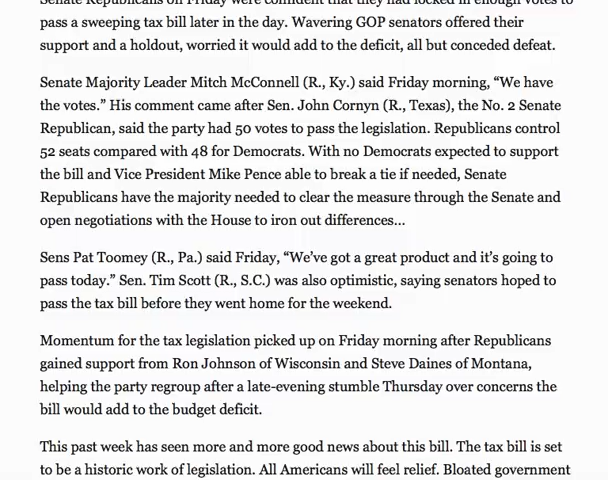 Senate Republicans on Friday were confident that they had locked in enough votes to
pass a sweeping tax bill later in the day. Wavering GOP senators offered their
support and a holdout, worried it would add to the deficit, all but conceded defeat.
Senate Majority Leader Mitch McConnell (R., Ky.) said Friday morning, “We have
the votes.” His comment came after Sen. John Cornyn (R., Texas), the No. 2 Senate
Republican, said the party had 50 votes to pass the legislation. Republicans control
52 seats compared with 48 for Democrats. With no Democrats expected to support
the bill and Vice President Mike Pence able to break a tie if needed, Senate
Republicans have the majority needed to clear the measure through the Senate and
open negotiations with the House to iron out differences…
Sens Pat Toomey (R., Pa.) said Friday, “We’ve got a great product and it’s going to
pass today.” Sen. Tim Scott (R., S.C.) was also optimistic, saying senators hoped to
pass the tax bill before they went home for the weekend.
Momentum for the tax legislation picked up on Friday morning after Republicans
gained support from Ron Johnson of Wisconsin and Steve Daines of Montana,
helping the party regroup after a late-evening stumble Thursday over concerns the
bill would add to the budget deficit.
This past week has seen more and more good news about this bill. The tax bill is set
to be a historic work of legislation. All Americans will feel relief. Bloated government